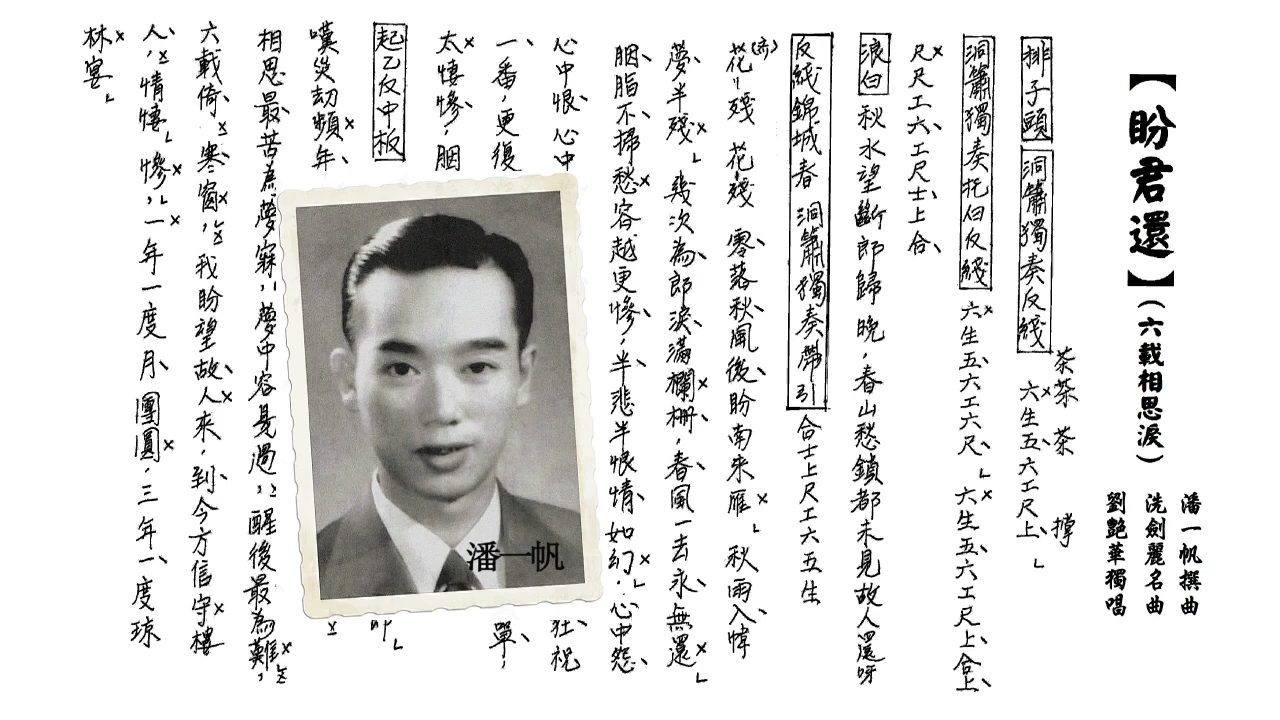 【盼君還】（六載相思淚）
潘一帆撰曲
冼劍麗名曲
劉艷華獨唱
排子頭 洞簫獨奏反綫 六生五六工尺上
茶茶茶 撐
洞簫獨奏托白反綫 六生五六工六尺 六生五六工尺上合上
尺尺工六工尺士上合
浪白 秋水望斷郎歸晚，春山愁鎖都未見故人還呀
反綫錦城春 洞簫獨奏帶引 合士上尺工六五生
(齊)花〃殘 花殘 零落秋風後盼南來雁 秋雨入幃
夢半殘 幾次為郎淚滿欄柵，春風一去永無還
胭脂不掃愁容越更慘，半悲半恨情如幻，心中怨
心中恨心中 狂祝
一番，更復 單，
太悽慘，胭
起乙反中板
嘆災劫頻年
相思最苦為夢寐，夢中容易過，醒後最為難，
六載倚寒窗，我盼望故人來，到今方信守樓
人，情悽慘，一年一度月團圓，三年一度琼
林宴
潘一帆